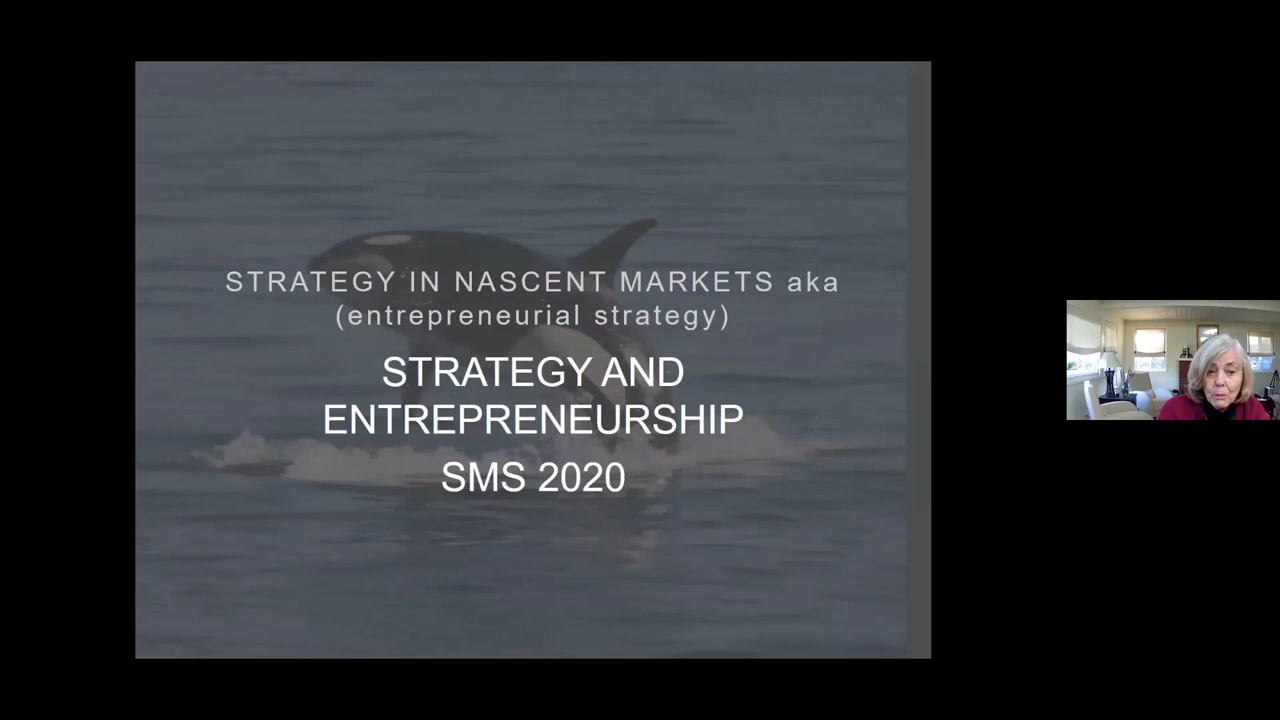 STRATEGY IN NASCENT MARKETS aka
(entrepreneurial strategy)
STRATEGY AND
ENTREPRENEURSHIP
SMS 2020